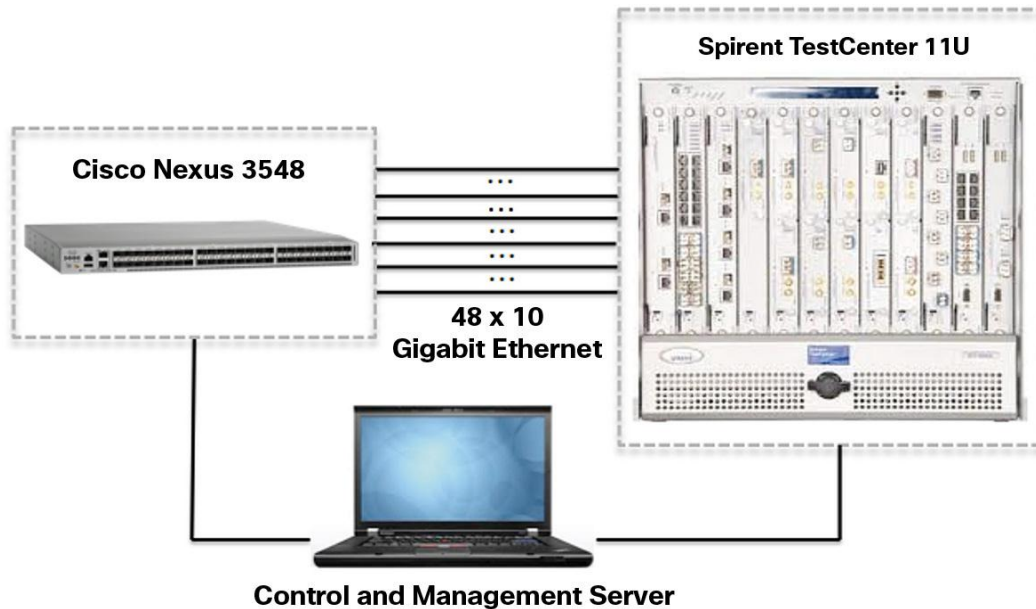 Spirent TestCenter 11U
Cisco Nexus 3548
...
...
...
...
...
48 x 10
Gigabit Ethernet
Control and Management Server